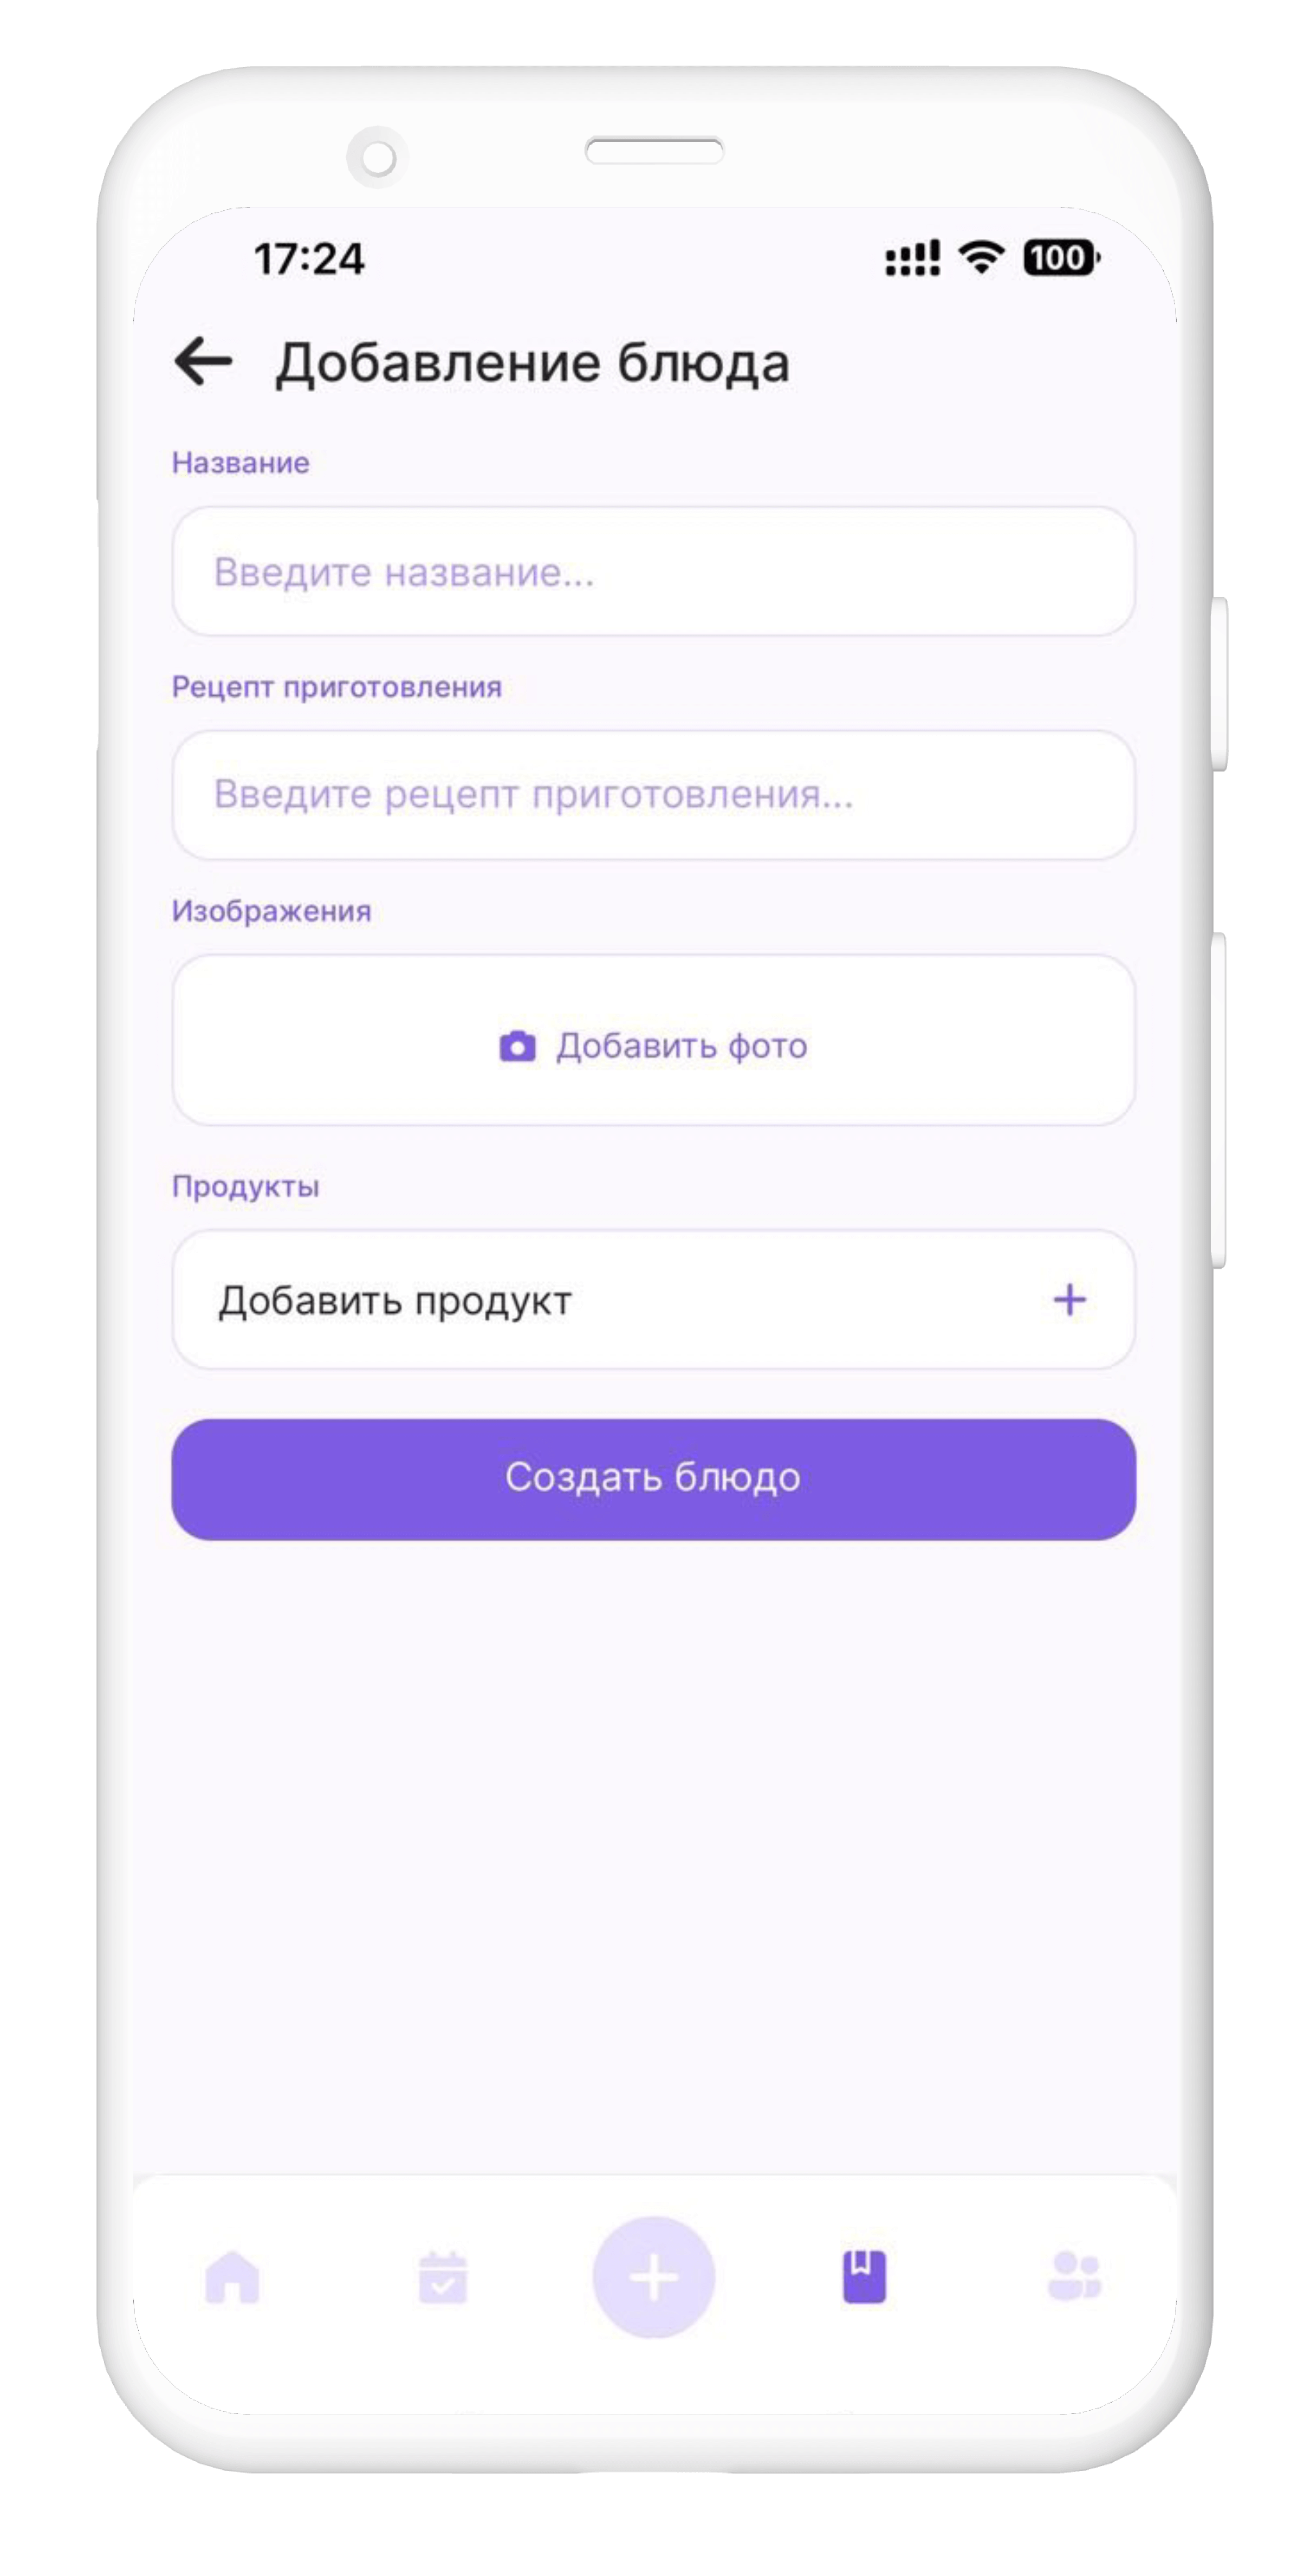 17:24
100
Добавление блюда
Название
Введите название...
Рецепт приготовления
Введите рецепт приготовления...
Изображения
Добавить фото
Продукты
Добавить продукт
Создать блюдо